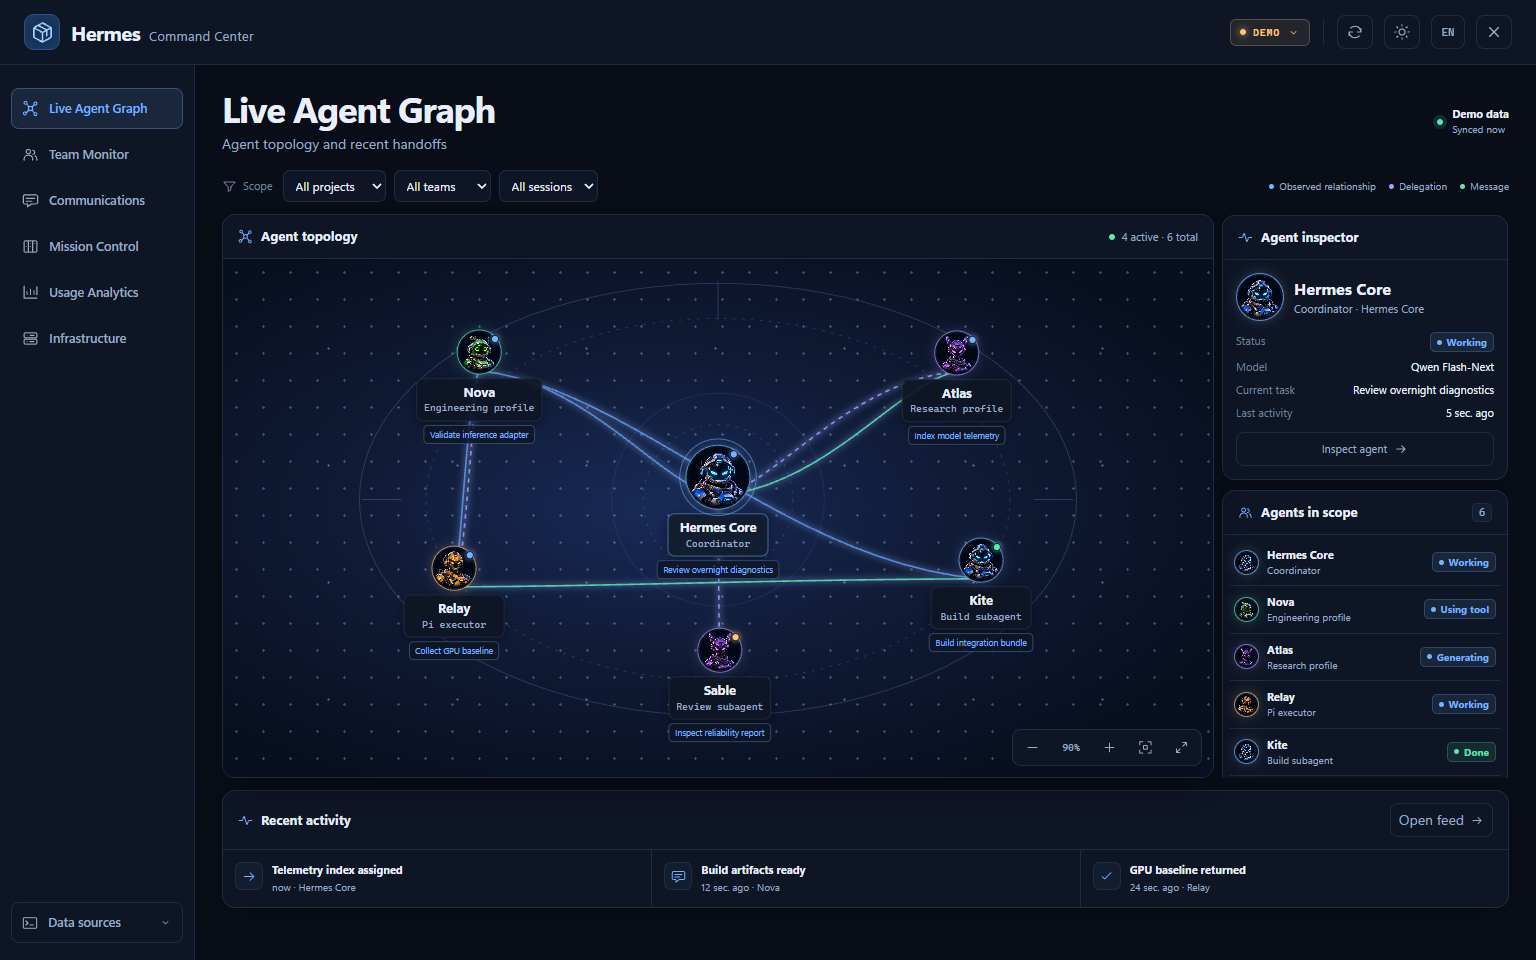 Hermes Command Center
DEMO
EN
Live Agent Graph
Team Monitor
Communications
Mission Control
Usage Analytics
Infrastructure
Data sources
Live Agent Graph
Agent topology and recent handoffs
Demo data
Synced now
Scope
All projects
All teams
All sessions
Observed relationship
Delegation
Message
Agent topology
4 active · 6 total
Nova
Engineering profile
Validate inference adapter
Atlas
Research profile
Index model telemetry
Hermes Core
Coordinator
Review overnight diagnostics
Relay
Pi executor
Collect GPU baseline
Kite
Build subagent
Build integration bundle
Sable
Review subagent
Inspect reliability report
90%
Agent inspector
Hermes Core
Coordinator · Hermes Core
Status Working
Model Qwen Flash-Next
Current task Review overnight diagnostics
Last activity 5 sec. ago
Inspect agent
Agents in scope 6
Hermes Core
Coordinator
Working
Nova
Engineering profile
Using tool
Atlas
Research profile
Generating
Relay
Pi executor
Working
Kite
Build subagent
Done
Recent activity
Open feed
Telemetry index assigned
now · Hermes Core
Build artifacts ready
12 sec. ago · Nova
GPU baseline returned
24 sec. ago · Relay